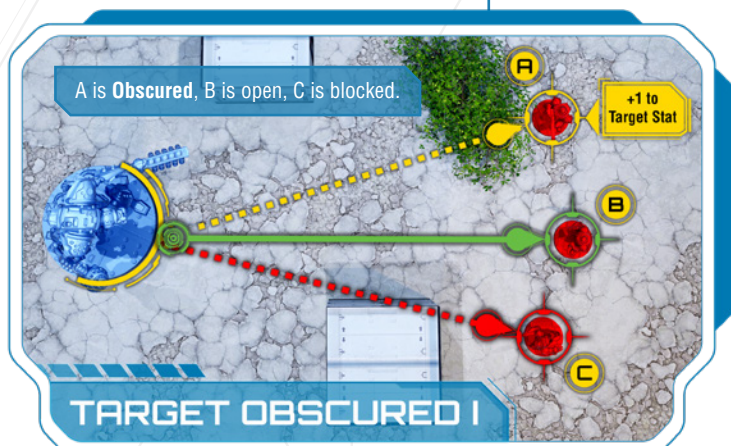 A is Obscured, B is open, C is blocked.
A
+1 to
Target Stat
B
C
TARGET OBSCURED I